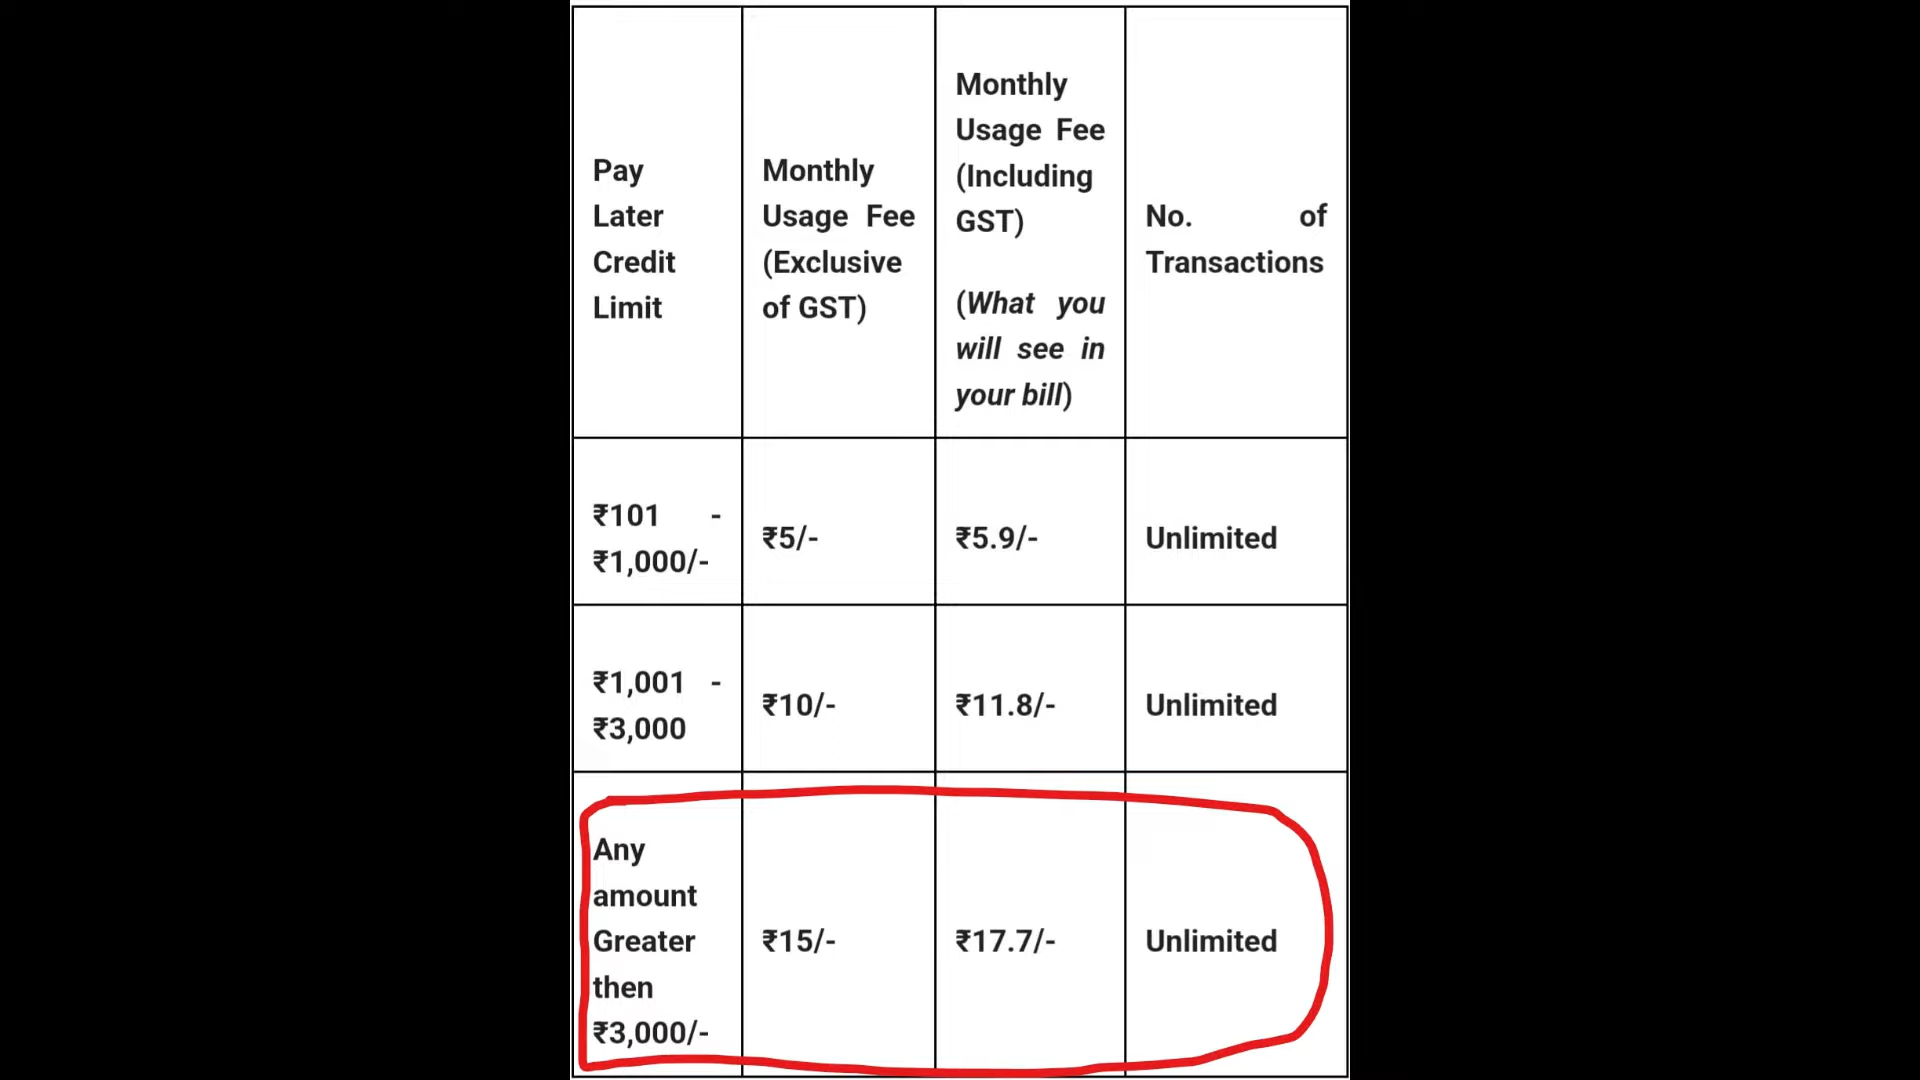 Pay
Later
Credit
Limit
Monthly
Usage Fee
(Exclusive
of GST)
Monthly
Usage Fee
(Including
GST)
(What you
will see in
your bill)
No. of
Transactions
₹101 -
₹1,000/-
₹5/-
₹5.9/-
Unlimited
₹1,001 -
₹3,000
₹10/-
₹11.8/-
Unlimited
Any
amount
Greater
then
₹3,000/-
₹15/-
₹17.7/-
Unlimited